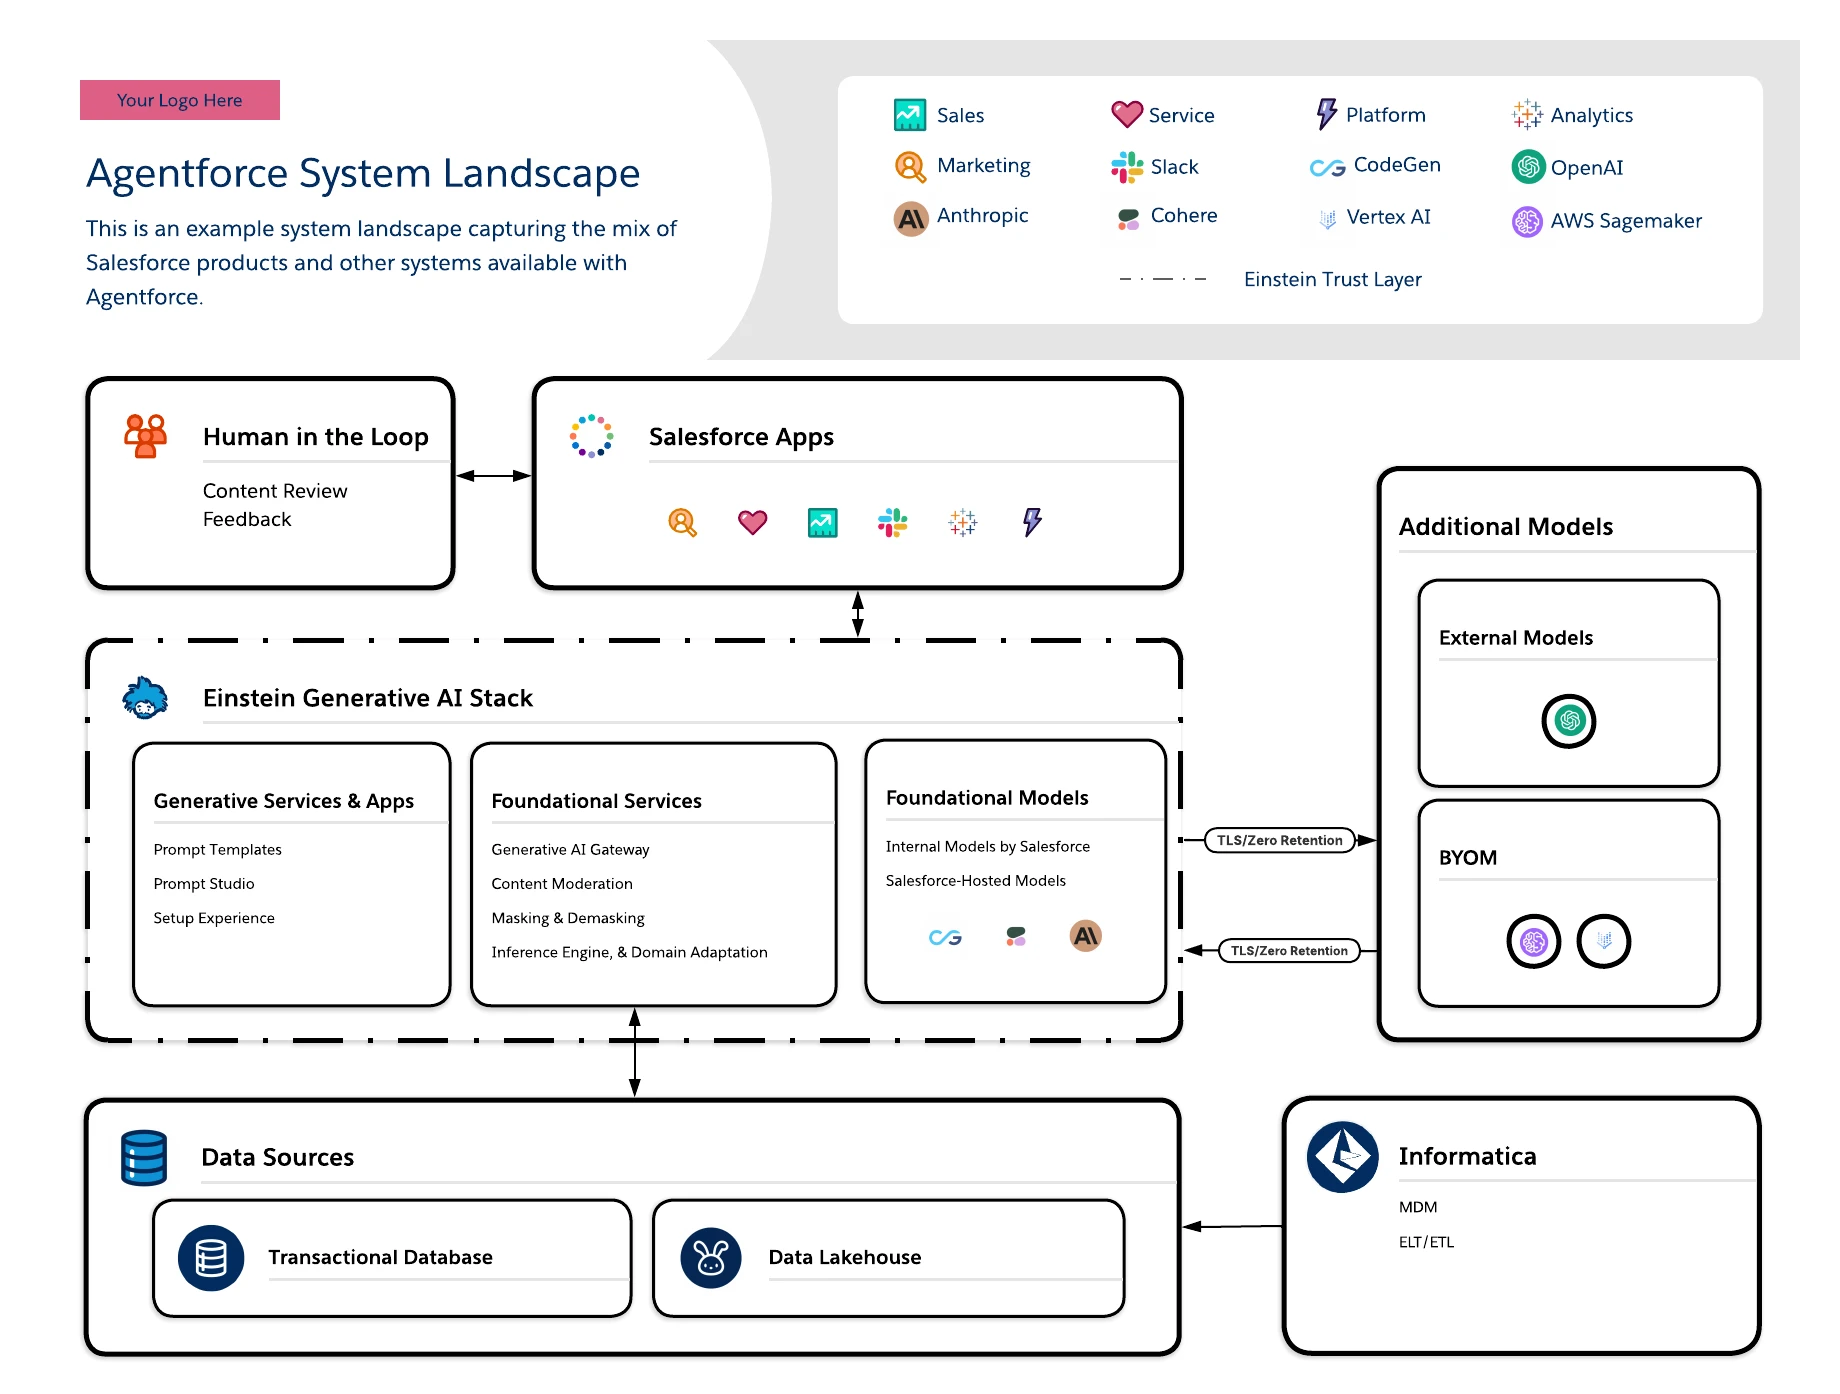 Your Logo Here
Agentforce System Landscape
This is an example system landscape capturing the mix of
Salesforce products and other systems available with
Agentforce.
Sales
Service
Platform
Analytics
Marketing
Slack
CodeGen
OpenAI
Anthropic
Cohere
Vertex AI
AWS Sagemaker
Einstein Trust Layer
Human in the Loop
Content Review
Feedback
Salesforce Apps
Einstein Generative AI Stack
Generative Services & Apps
Prompt Templates
Prompt Studio
Setup Experience
Foundational Services
Generative AI Gateway
Content Moderation
Masking & Demasking
Inference Engine, & Domain Adaptation
Foundational Models
Internal Models by Salesforce
Salesforce-Hosted Models
TLS/Zero Retention
TLS/Zero Retention
Additional Models
External Models
BYOM
Data Sources
Transactional Database
Data Lakehouse
Informatica
MDM
ELT/ETL